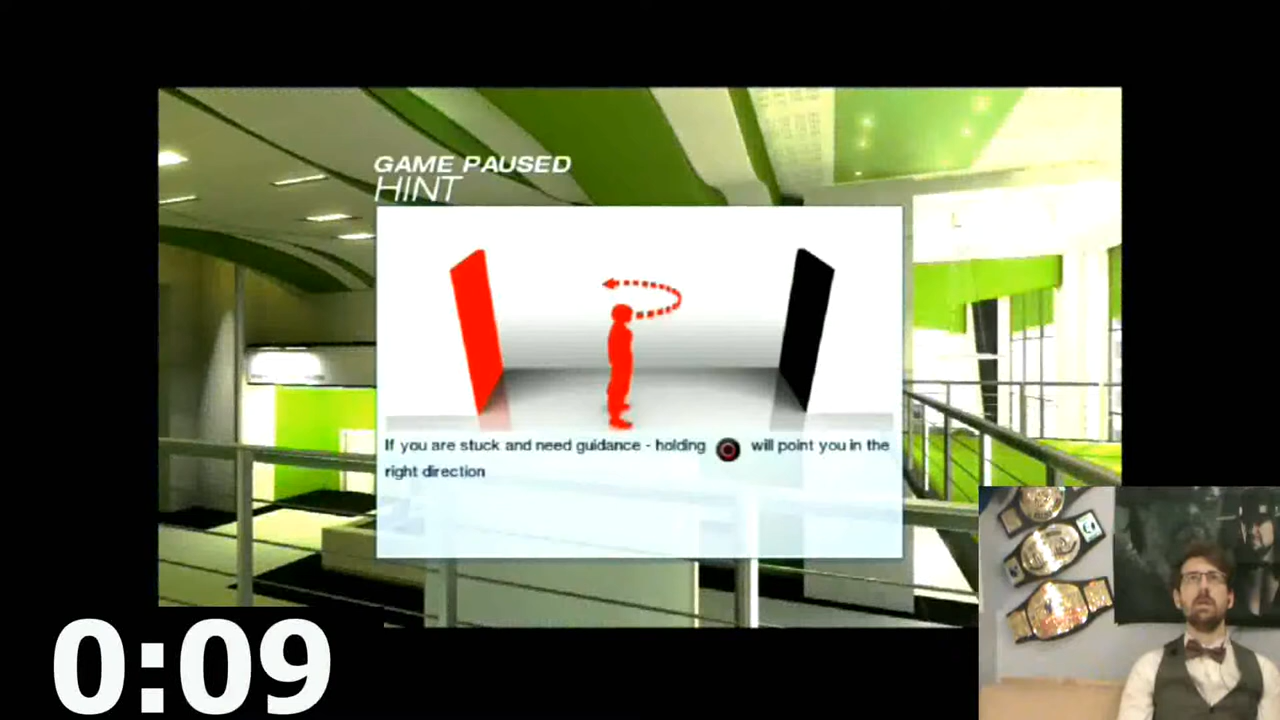 GAME PAUSED
HINT
If you are stuck and need guidance - holding will point you in the
right direction
0:09